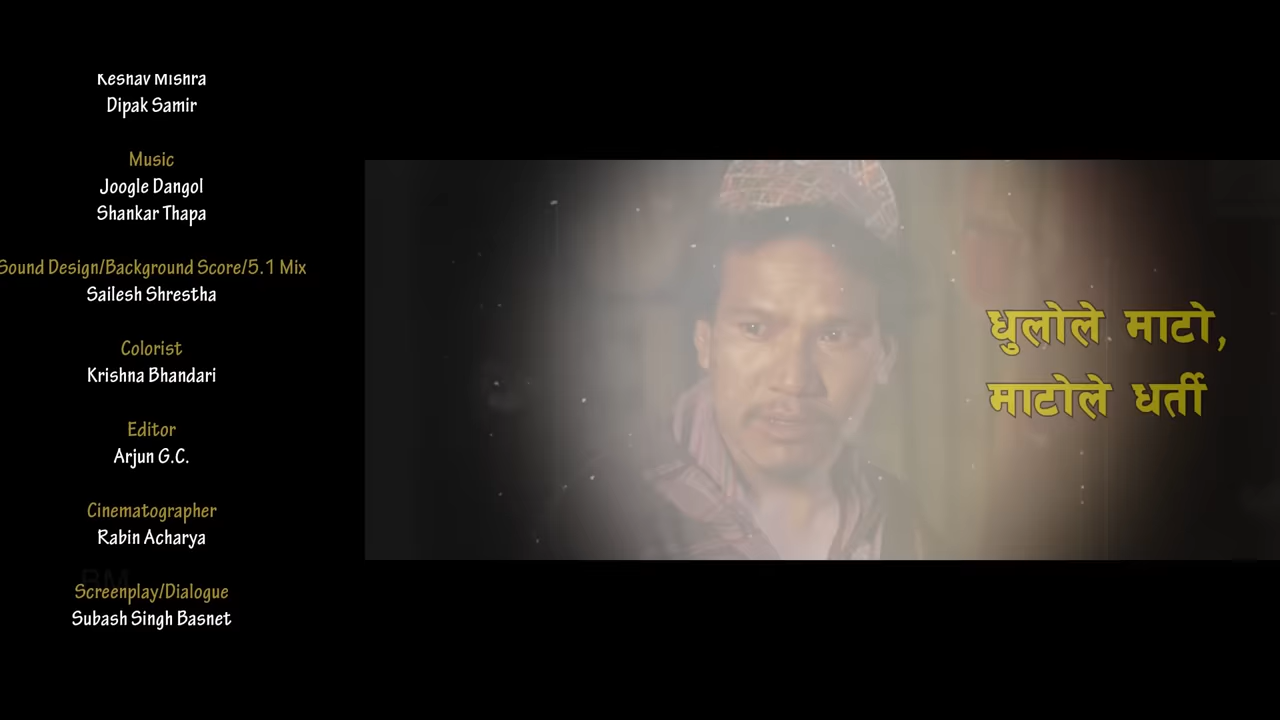 Keshav Mishra
Dipak Samir
Music
Joogle Dangol
Shankar Thapa
Sound Design/Background Score/5.1 Mix
Sailesh Shrestha
Colorist
Krishna Bhandari
Editor
Arjun G.C.
Cinematographer
Rabin Acharya
Screenplay/Dialogue
Subash Singh Basnet
धुलोले माटो,
माटोले धर्ती
BM